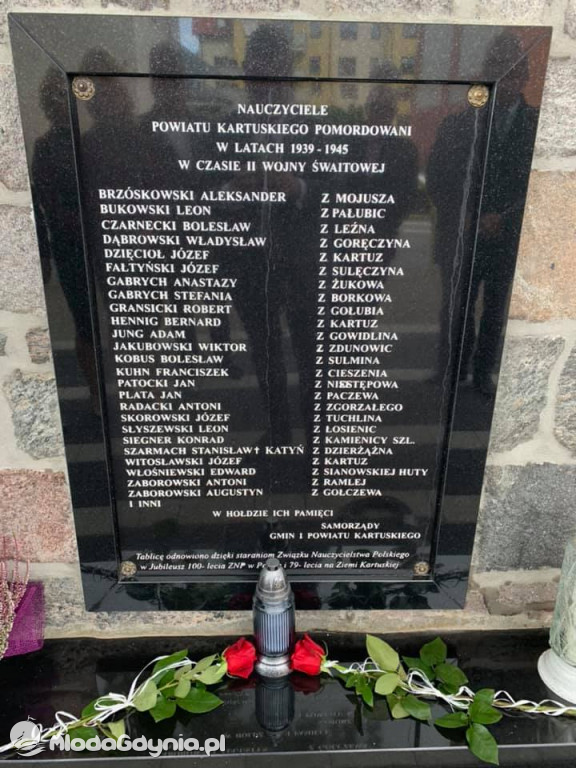 NAUCZYCIELE
POWIATU KARTUSKIEGO POMORDOWANI
W LATACH 1939 - 1945
W CZASIE II WOJNY ŚWAITOWEJ
BRZÓSKOWSKI ALEKSANDER Z MOJUSZA
BUKOWSKI LEON Z PAŁUBIC
CZARNECKI BOLESŁAW Z LEŹNA
DĄBROWSKI WŁADYSŁAW Z GORĘCZYNA
DZIĘCIOŁ JÓZEF Z KARTUZ
FAŁTYŃSKI JÓZEF Z SULĘCZYNA
GABRYCH ANASTAZY Z ŻUKOWA
GABRYCH STEFANIA Z BORKOWA
GRANSICKI ROBERT Z GOŁUBIA
HENNIG BERNARD Z KARTUZ
JUNG ADAM Z GOWIDLINA
JAKUBOWSKI WIKTOR Z ZDUNOWIC
KOBUS BOLESŁAW Z SULMINA
KUHN FRANCISZEK Z CIESZENIA
PATOCKI JAN Z NIESTĘPOWA
PLATA JAN Z PACZEWA
RADACKI ANTONI Z ZGORZAŁEGO
SKOROWSKI JÓZEF Z TUCHLINA
SŁYSZEWSKI LEON Z ŁOSIENIC
SIEGNER KONRAD Z KAMIENICY SZL.
SZARMACH STANISŁAW † KATYŃ Z DZIERŻĄŻNA
WITOSŁAWSKI JÓZEF Z KARTUZ
WŁOŚNIEWSKI EDWARD Z SIANOWSKIEJ HUTY
ZABOROWSKI ANTONI Z RAMLEJ
ZABOROWSKI AUGUSTYN Z GOŁCZEWA
I INNI
W HOŁDZIE ICH PAMIĘCI
SAMORZĄDY
GMIN I POWIATU KARTUSKIEGO
Tablicę odnowiono dzięki staraniom Związku Nauczycielstwa Polskiego
w Jubileusz 100- lecia ZNP w i 79- lecia na Ziemi Kartuskiej
MlodaGdynia.pl